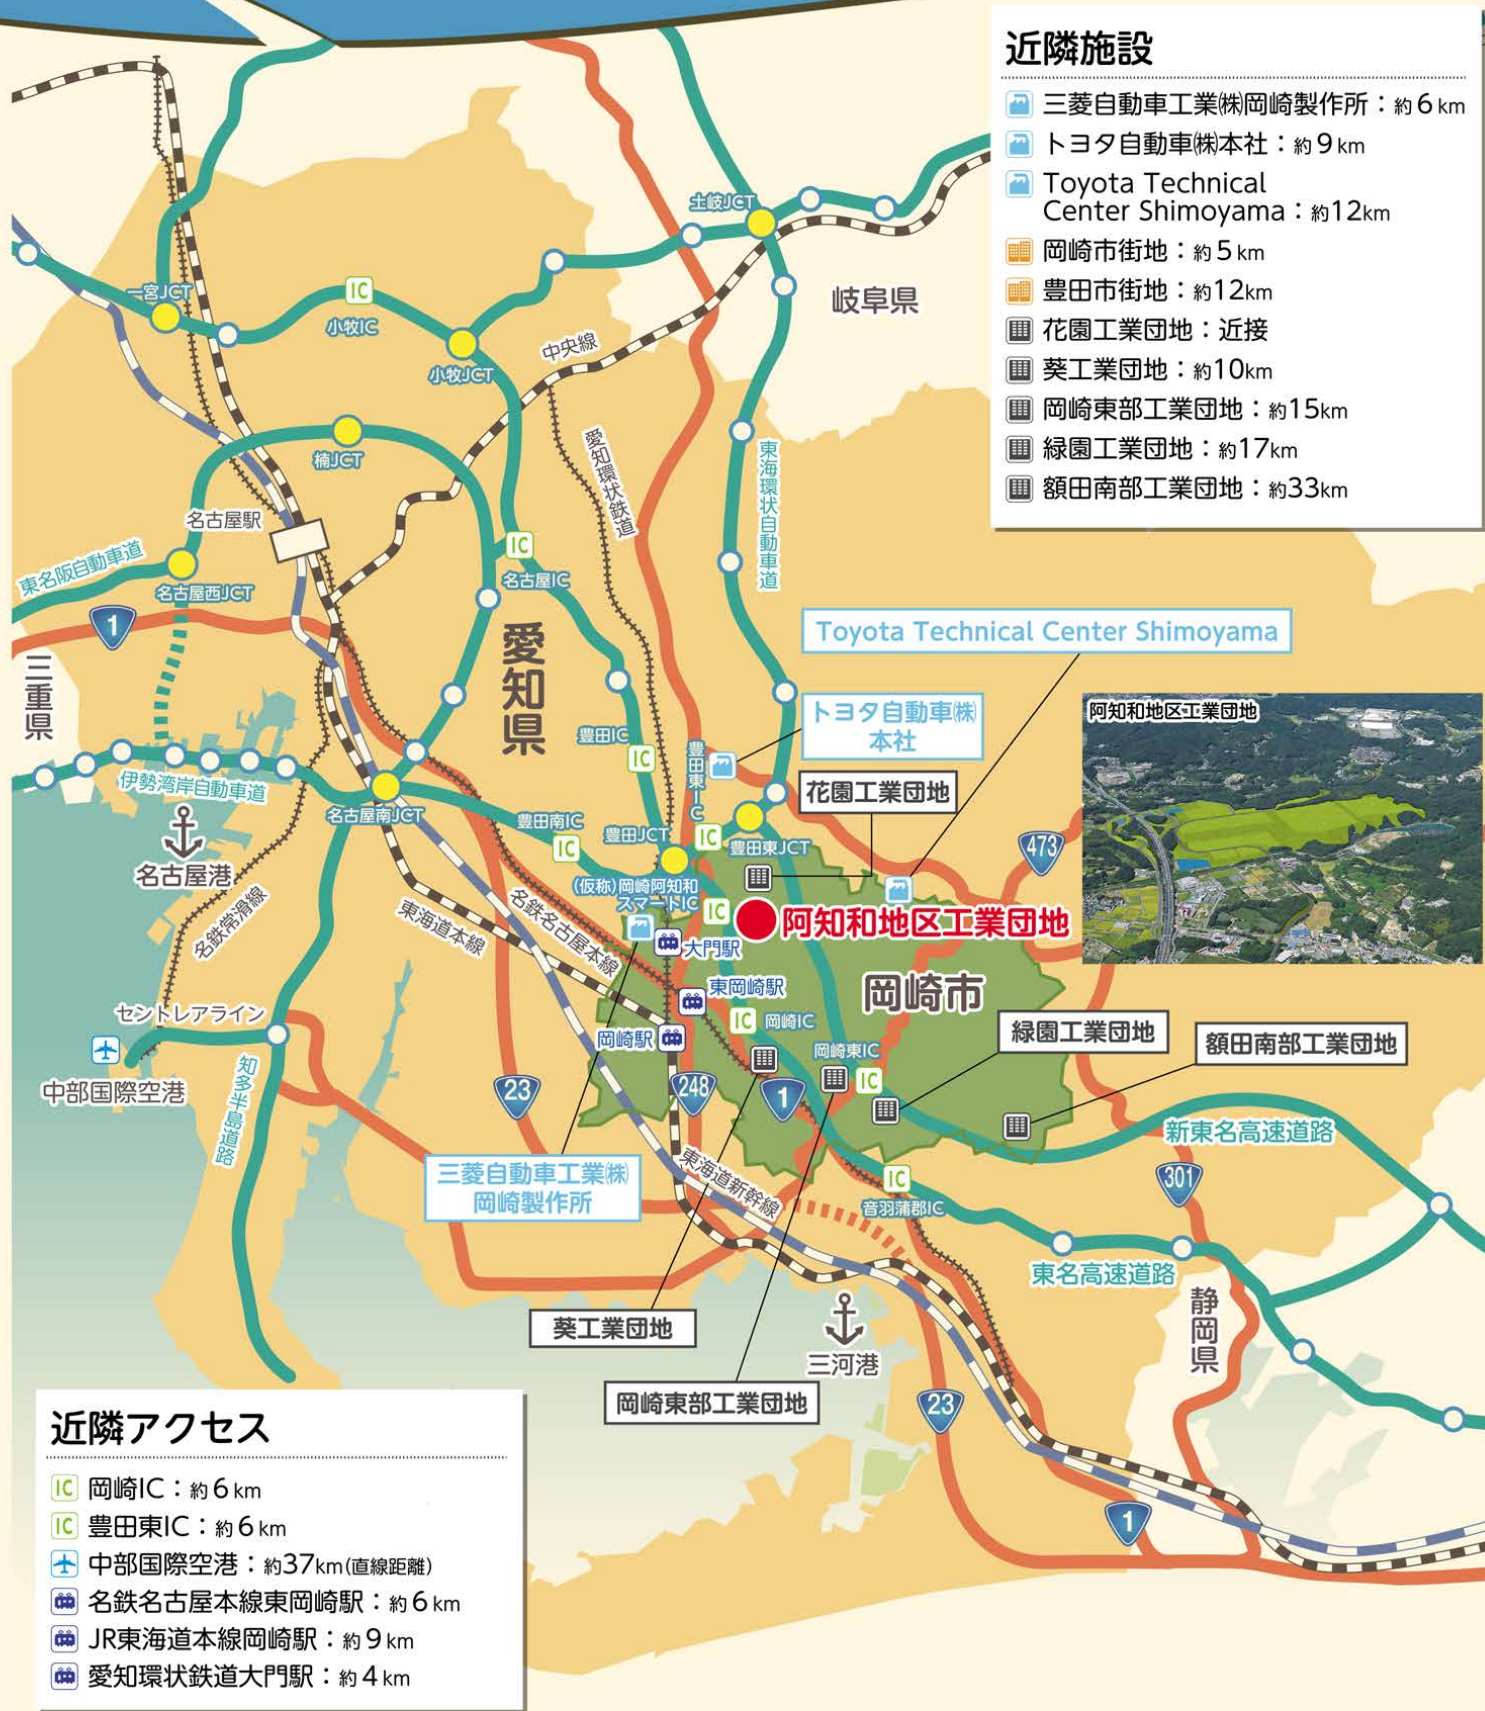 近隣施設
三菱自動車工業㈱岡崎製作所：約6km
トヨタ自動車㈱本社：約9km
Toyota Technical
Center Shimoyama：約12km
岡崎市街地：約5km
豊田市街地：約12km
花園工業団地：近接
葵工業団地：約10km
岡崎東部工業団地：約15km
緑園工業団地：約17km
額田南部工業団地：約33km
土岐JCT
岐阜県
一宮JCT
IC
小牧IC
小牧JCT
中央線
楠JCT
愛知環状鉄道
東海環状自動車道
名古屋駅
IC
名古屋IC
東名阪自動車道
名古屋西JCT
1
三重県
愛知県
Toyota Technical Center Shimoyama
トヨタ自動車㈱
本社
阿知和地区工業団地
豊田IC
IC
豊田東IC
花園工業団地
伊勢湾岸自動車道
名古屋南JCT
豊田南IC
IC
豊田JCT
IC
豊田東JCT
473
名古屋港
(仮称)岡崎阿知和
スマートIC
IC
阿知和地区工業団地
名鉄常滑線
東海道本線
名鉄名古屋本線
大門駅
東岡崎駅
岡崎市
セントレアライン
岡崎駅
IC
岡崎IC
岡崎東IC
IC
緑園工業団地
額田南部工業団地
中部国際空港
知多半島道路
23
248
1
新東名高速道路
三菱自動車工業㈱
岡崎製作所
東海道新幹線
IC
音羽蒲郡IC
301
東名高速道路
静岡県
葵工業団地
三河港
岡崎東部工業団地
23
1
近隣アクセス
IC 岡崎IC：約6km
IC 豊田東IC：約6km
中部国際空港：約37km(直線距離)
名鉄名古屋本線東岡崎駅：約6km
JR東海道本線岡崎駅：約9km
愛知環状鉄道大門駅：約4km